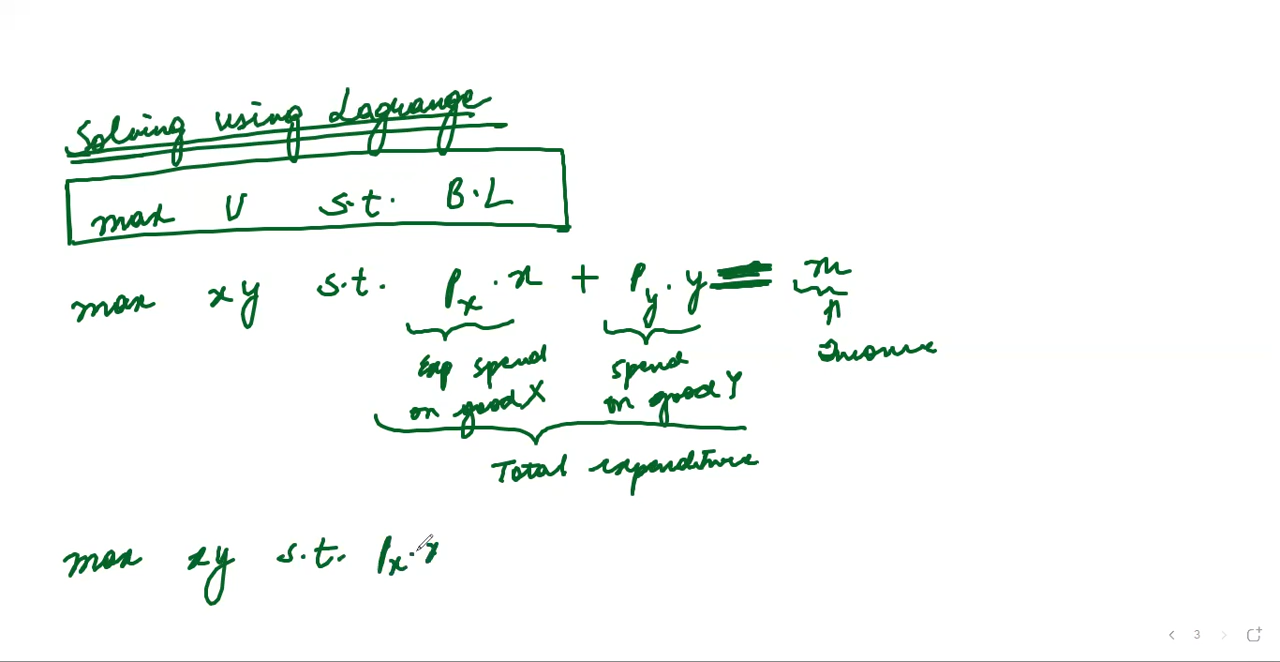 Solving using Lagrange
max U s.t. B.L
max xy s.t. Px . x + Py . y = m
Income
Exp spend on good X
spend on good Y
Total expenditure
max xy s.t. Px . x
3